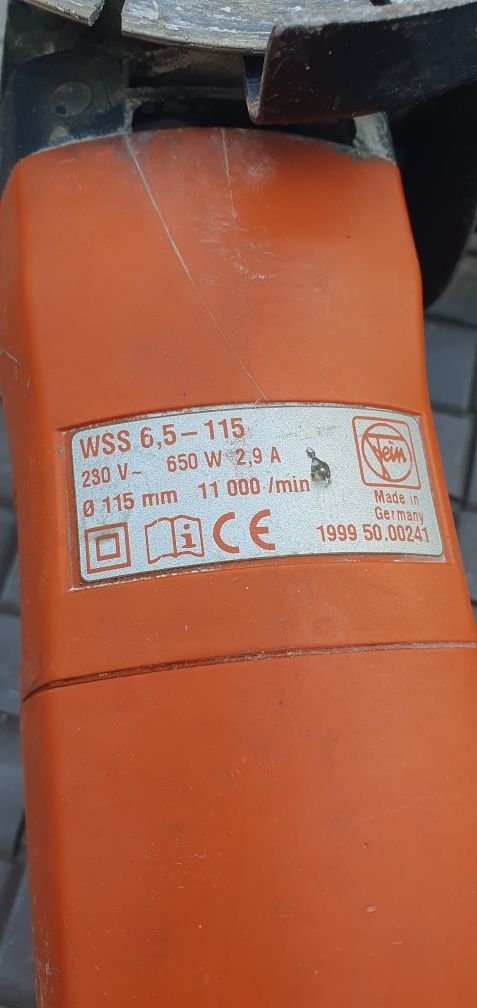 WSS 6,5-115
230 V~ 650 W 2,9 A
Ø 115 mm 11 000 /min
Fein
Made in
Germany
CE
1999 50.00241